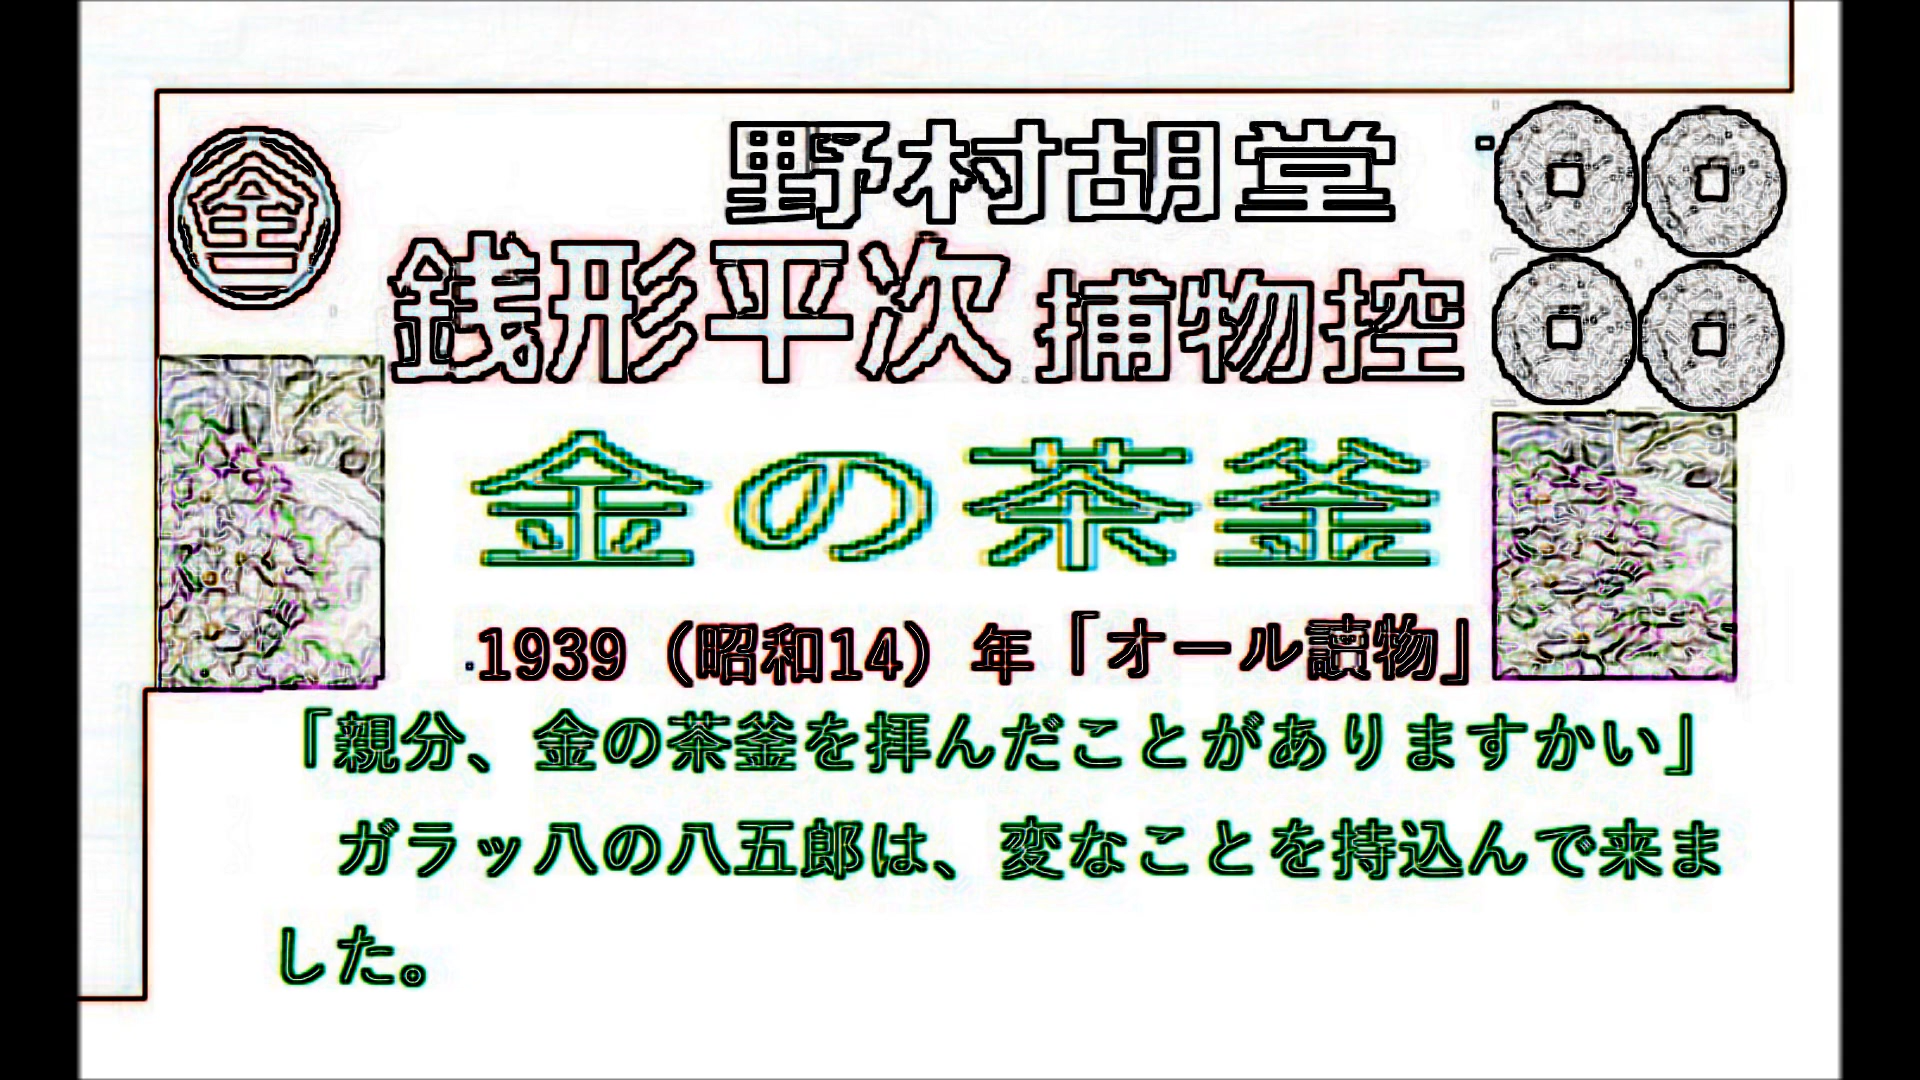 野村胡堂
銭形平次 捕物控
金の茶釜
1939（昭和14）年「オール讀物」
「親分、金の茶釜を拝んだことがありますかい」
ガラッ八の八五郎は、変なことを持込んで来ま
した。